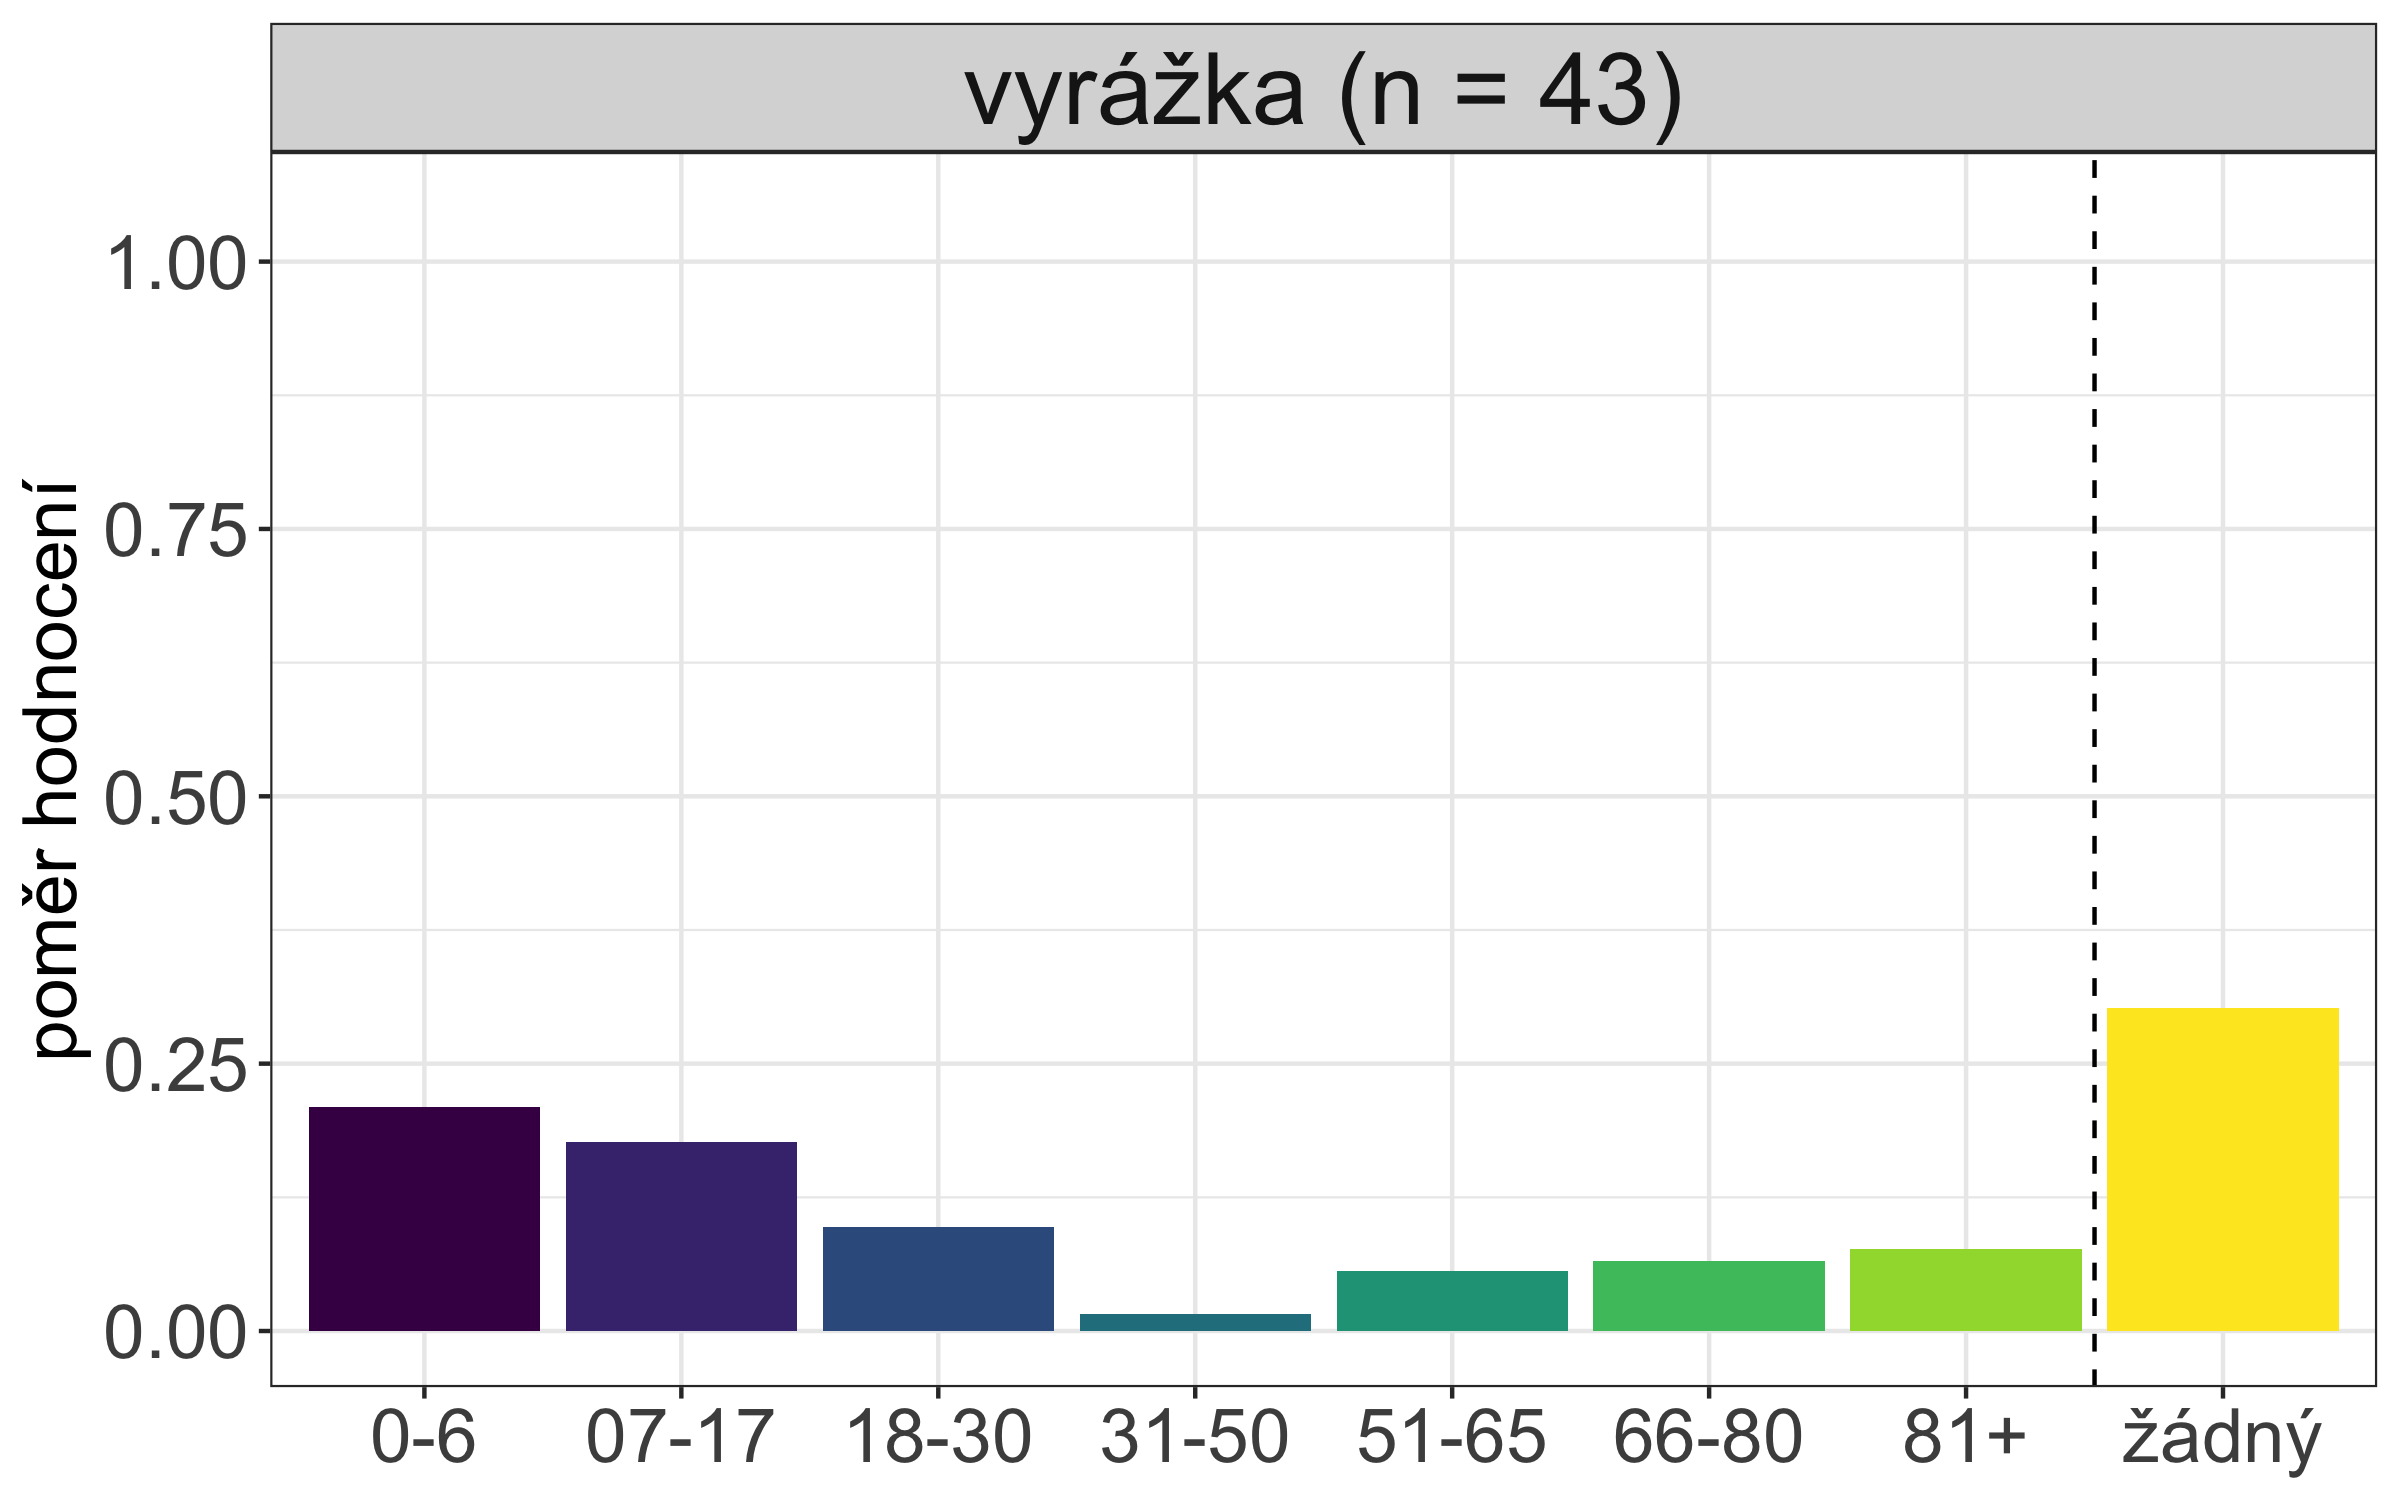 vyrážka (n = 43)
poměr hodnocení
1.00
0.75
0.50
0.25
0.00
0-6 07-17 18-30 31-50 51-65 66-80 81+ žádný